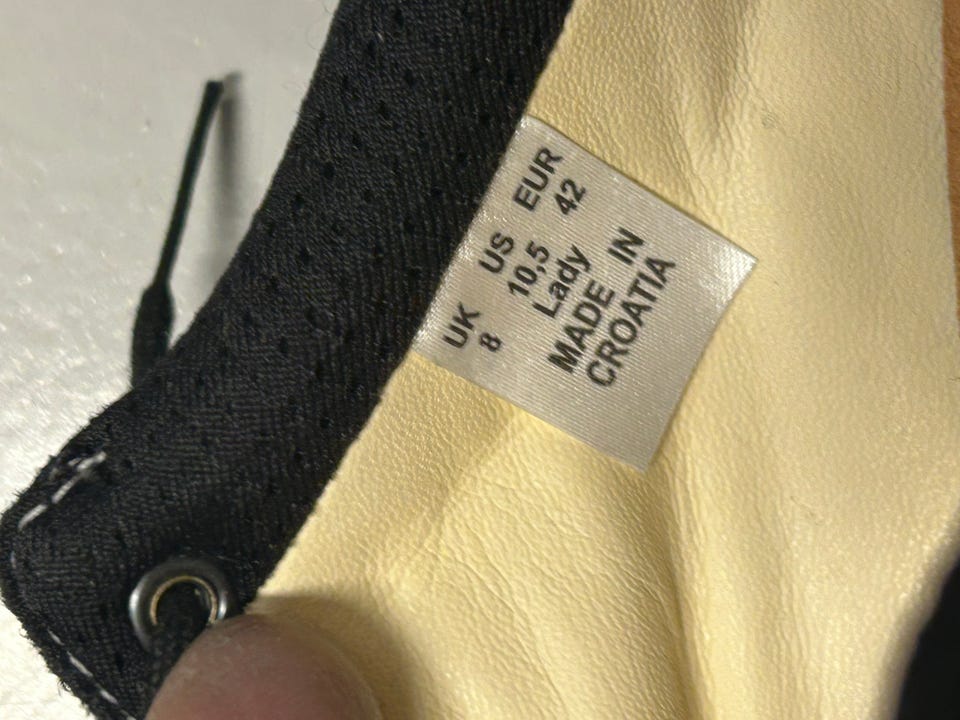 UK US EUR
8 10,5 42
Lady
MADE IN
CROATIA